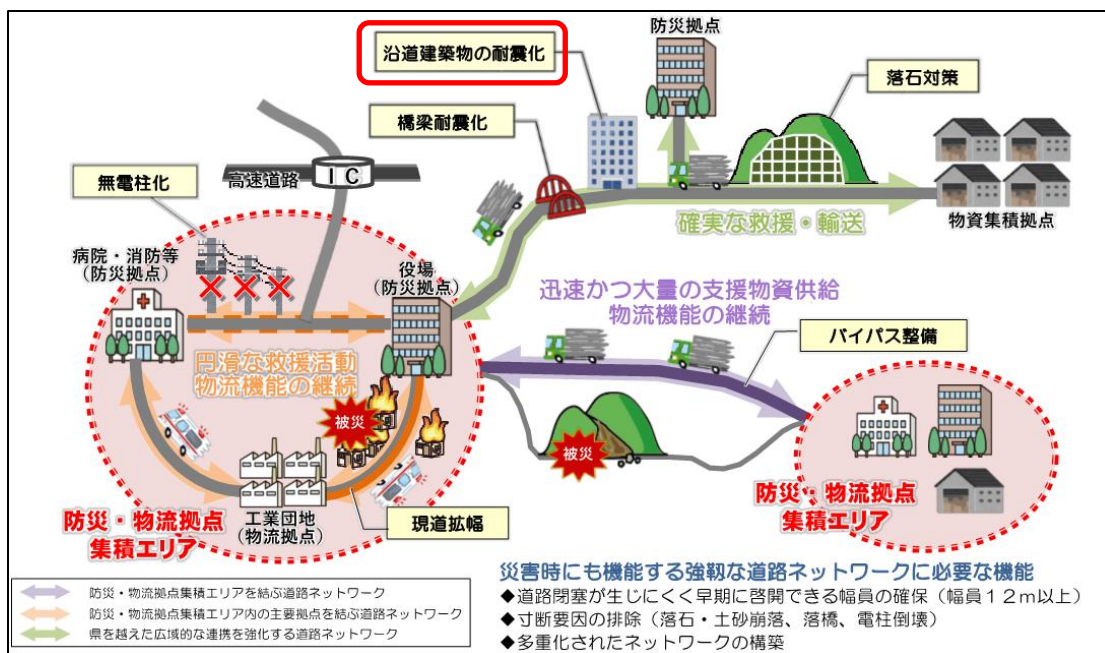 沿道建築物の耐震化
防災拠点
落石対策
橋梁耐震化
無電柱化
高速道路
IC
物資集積拠点
確実な救援・輸送
病院・消防等
(防災拠点)
役場
(防災拠点)
迅速かつ大量の支援物資供給
物流機能の継続
バイパス整備
円滑な救援活動
物流機能の継続
被災
被災
工業団地
(物流拠点)
現道拡幅
防災・物流拠点
集積エリア
防災・物流拠点
集積エリア
防災・物流拠点集積エリアを結ぶ道路ネットワーク
防災・物流拠点集積エリア内の主要拠点を結ぶ道路ネットワーク
県を越えた広域的な連携を強化する道路ネットワーク
災害時にも機能する強靱な道路ネットワークに必要な機能
◆道路閉塞が生じにくく早期に啓開できる幅員の確保（幅員１２ｍ以上）
◆寸断要因の排除（落石・土砂崩落、落橋、電柱倒壊）
◆多重化されたネットワークの構築